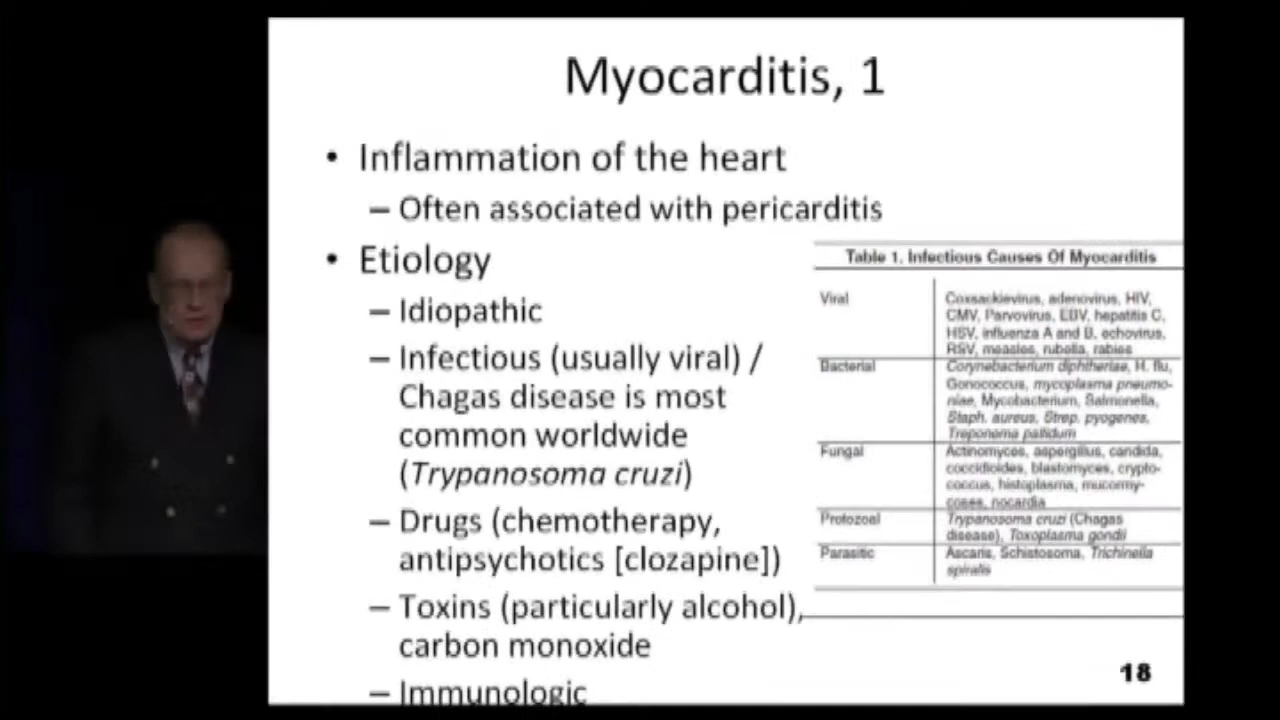 Myocarditis, 1
• Inflammation of the heart
– Often associated with pericarditis
• Etiology
– Idiopathic
– Infectious (usually viral) /
Chagas disease is most
common worldwide
(Trypanosoma cruzi)
– Drugs (chemotherapy,
antipsychotics [clozapine])
– Toxins (particularly alcohol),
carbon monoxide
– Immunologic
Table 1. Infectious Causes Of Myocarditis
Viral
Coxsackievirus, adenovirus, HIV,
CMV, Parvovirus, EBV, hepatitis C,
HSV, influenza A and B, echovirus,
RSV, measles, rubella, rabies
Bacterial
Corynebacterium diphtheriae, H. flu,
Gonococcus, mycoplasma pneumo-
niae, Mycobacterium, Salmonella,
Staph. aureus, Strep. pyogenes,
Treponema pallidum
Fungal
Actinomyces, aspergillus, candida,
coccidioides, blastomyces, crypto-
coccus, histoplasma, mucormy-
coses, nocardia
Protozoal
Trypanosoma cruzi (Chagas
disease), Toxoplasma gondii
Parasitic
Ascaris, Schistosoma, Trichinella
spiralis
18